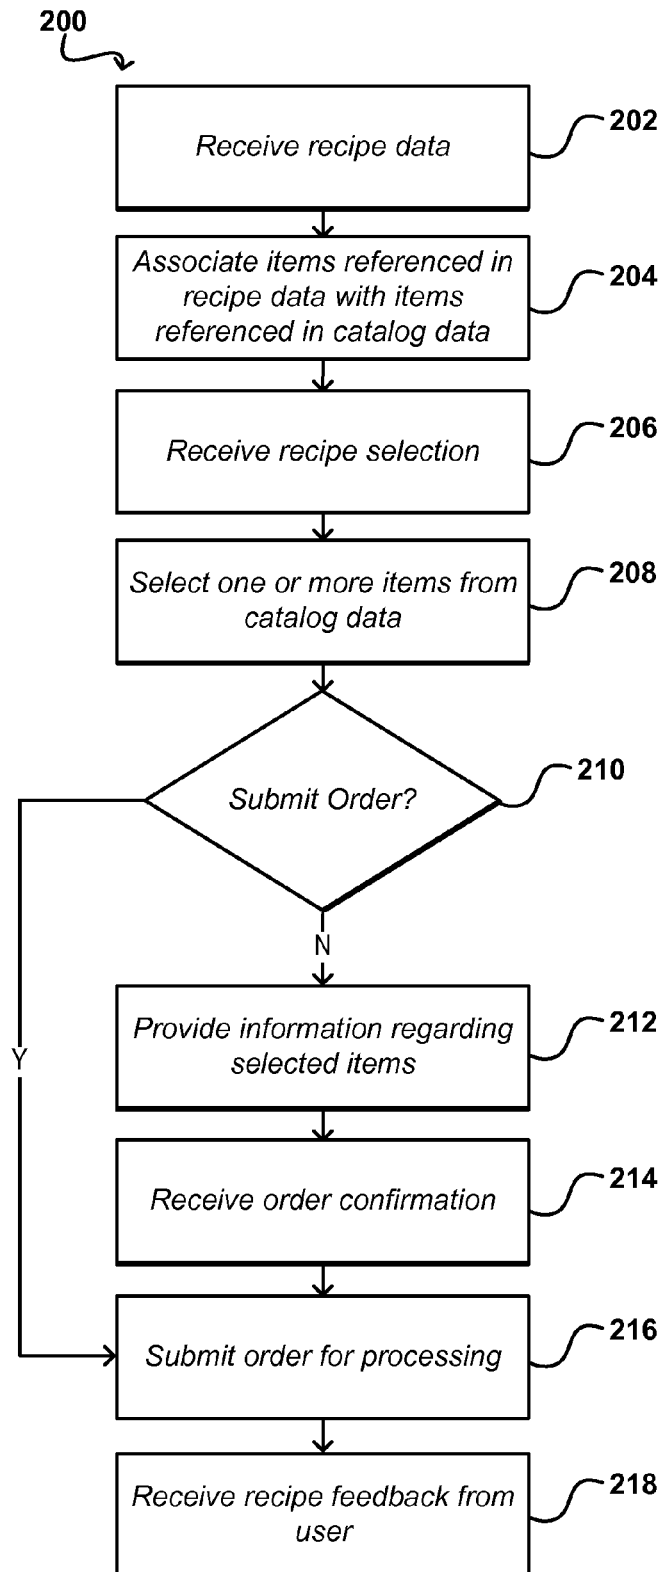 200
Receive recipe data
202
Associate items referenced in
recipe data with items
referenced in catalog data
204
Receive recipe selection
206
Select one or more items from
catalog data
208
Submit Order?
210
N
Y
Provide information regarding
selected items
212
Receive order confirmation
214
Submit order for processing
216
Receive recipe feedback from
user
218